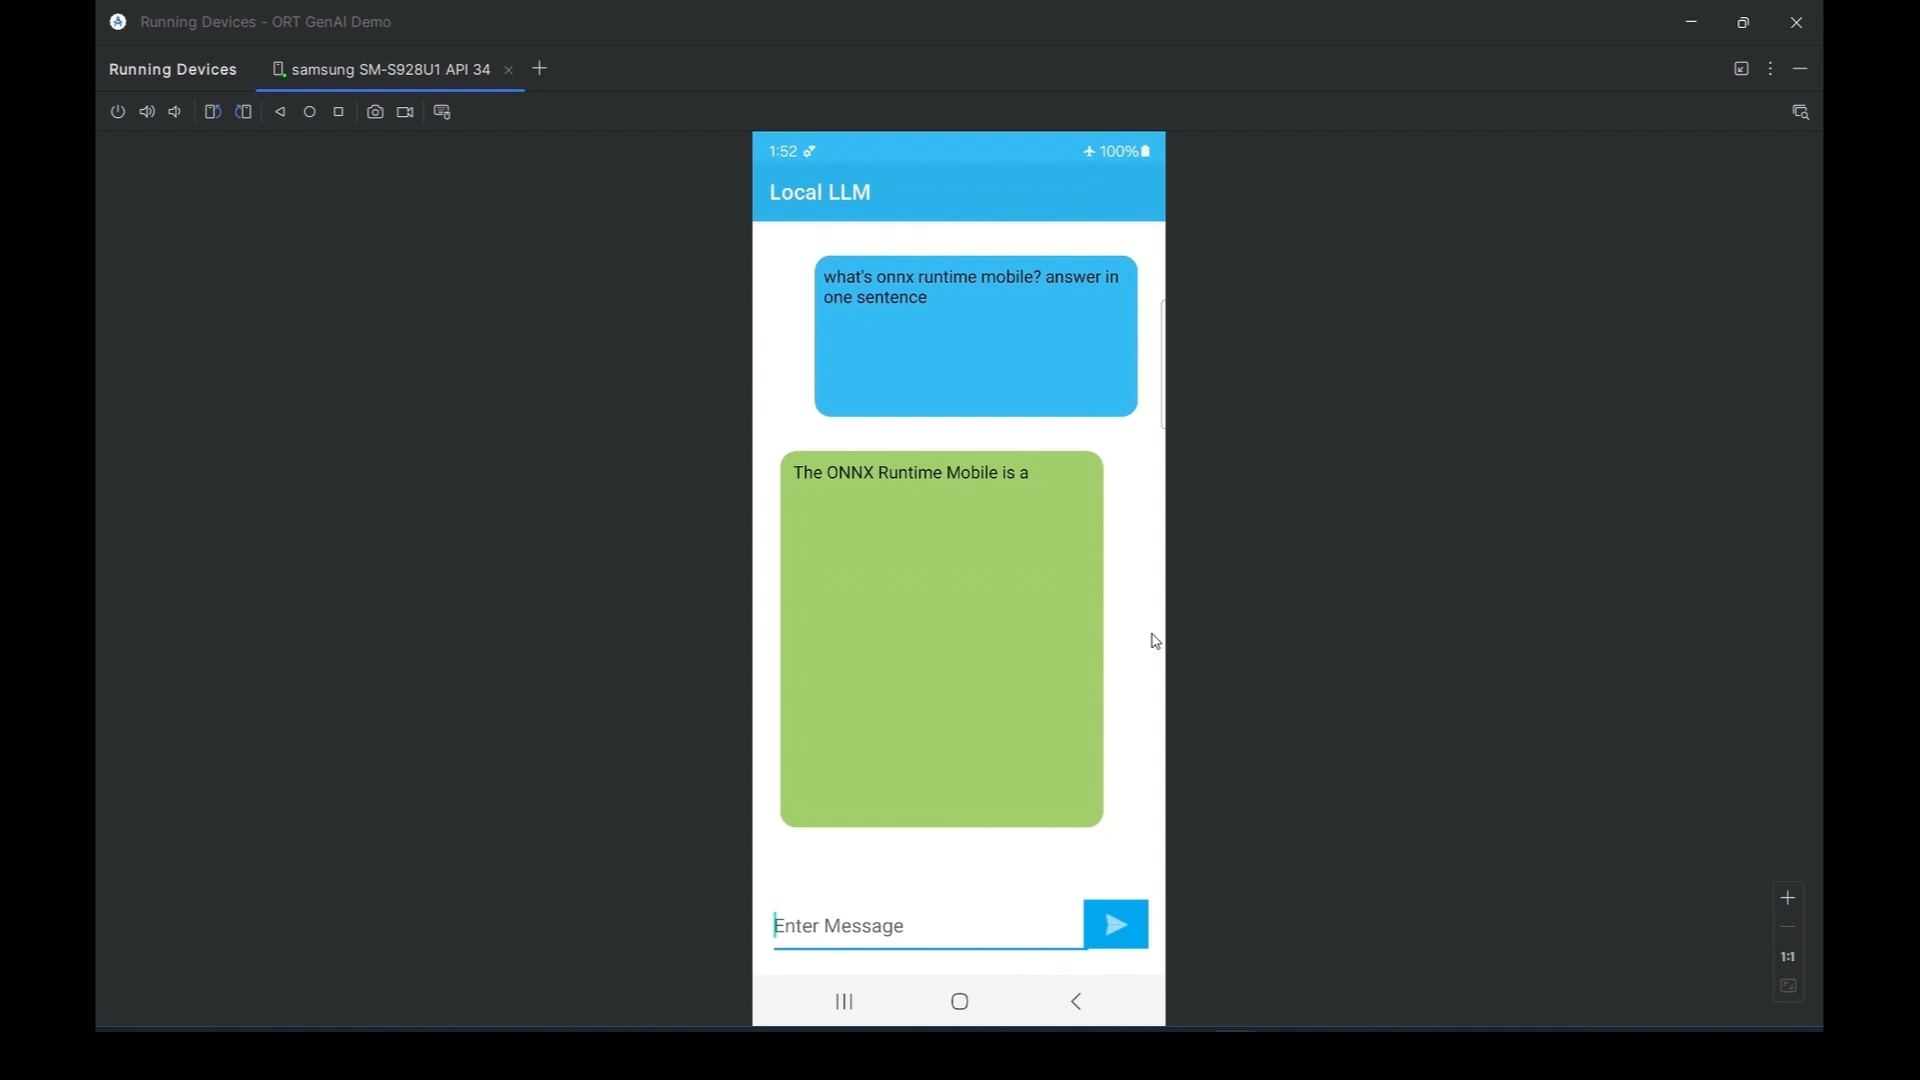 Running Devices - ORT GenAI Demo
Running Devices
samsung SM-S928U1 API 34
1:52
100%
Local LLM
what's onnx runtime mobile? answer in
one sentence
The ONNX Runtime Mobile is a
Enter Message
1:1